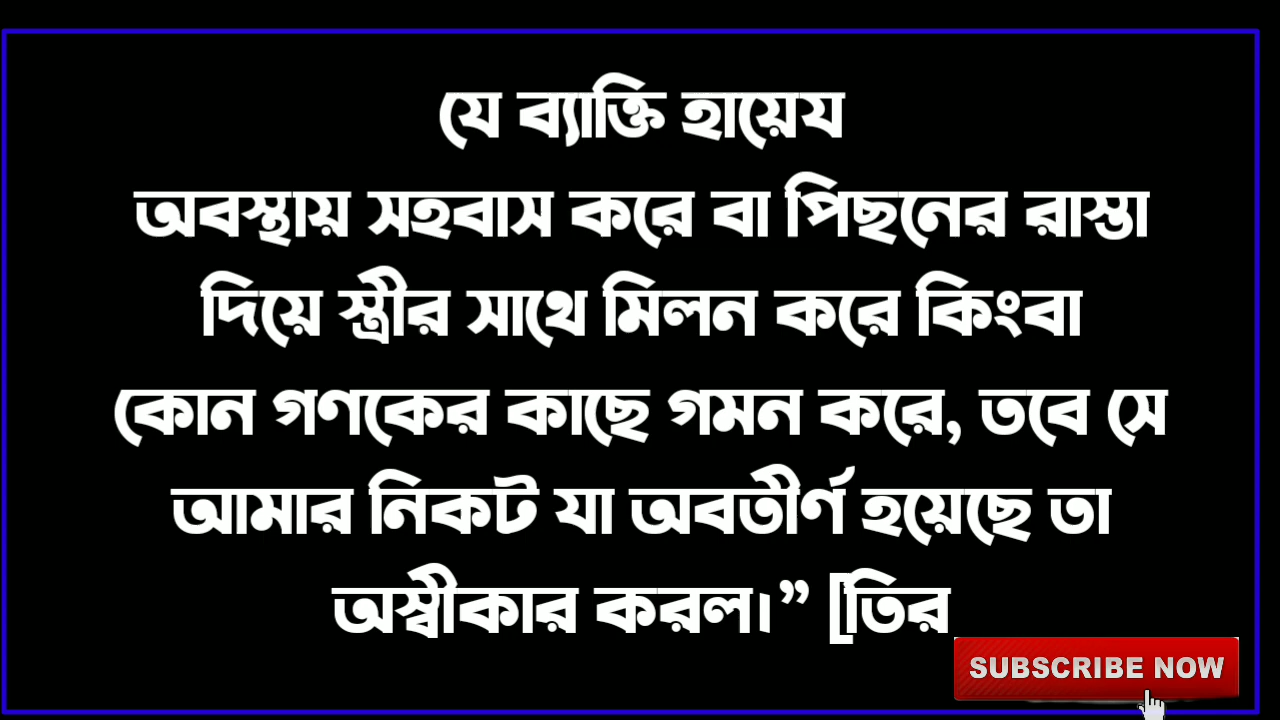 যে ব্যাক্তি হায়েয
অবস্থায় সহবাস করে বা পিছনের রাস্তা
দিয়ে স্ত্রীর সাথে মিলন করে কিংবা
কোন গণকের কাছে গমন করে, তবে সে
আমার নিকট যা অবতীর্ণ হয়েছে তা
অস্বীকার করল।” [তির
SUBSCRIBE NOW